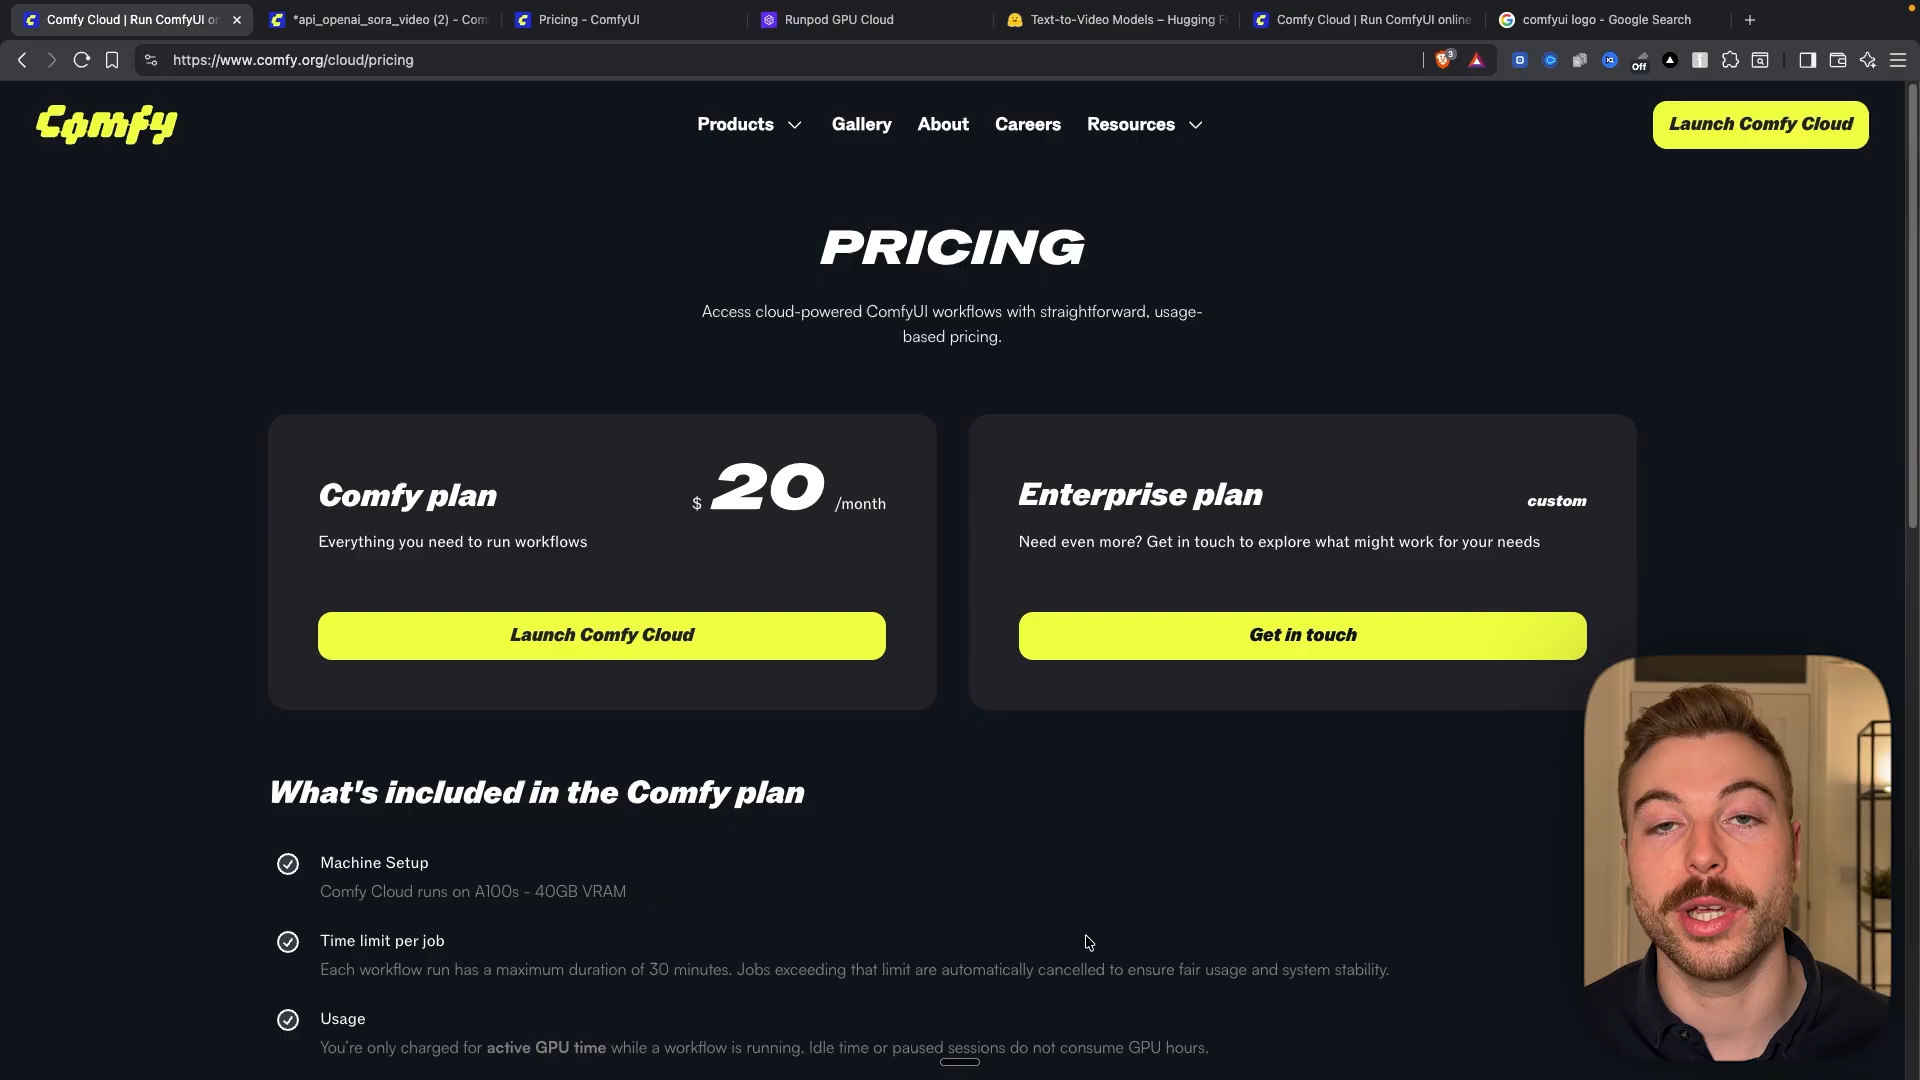 Comfy Cloud | Run ComfyUI or
*api_openai_sora_video (2) - Com
Pricing - ComfyUI
Runpod GPU Cloud
Text-to-Video Models – Hugging F
Comfy Cloud | Run ComfyUI online
comfyui logo - Google Search
https://www.comfy.org/cloud/pricing
3
Off
Comfy
Products
Gallery
About
Careers
Resources
Launch Comfy Cloud
PRICING
Access cloud-powered ComfyUI workflows with straightforward, usage-
based pricing.
Comfy plan
$ 20 /month
Everything you need to run workflows
Launch Comfy Cloud
Enterprise plan
custom
Need even more? Get in touch to explore what might work for your needs
Get in touch
What's included in the Comfy plan
Machine Setup
Comfy Cloud runs on A100s - 40GB VRAM
Time limit per job
Each workflow run has a maximum duration of 30 minutes. Jobs exceeding that limit are automatically cancelled to ensure fair usage and system stability.
Usage
You're only charged for active GPU time while a workflow is running. Idle time or paused sessions do not consume GPU hours.